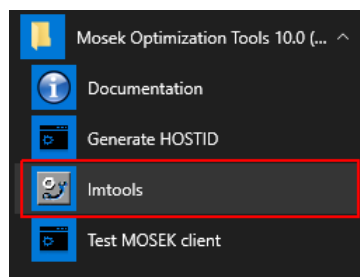 Mosek Optimization Tools 10.0 (...
Documentation
Generate HOSTID
lmtools
Test MOSEK client